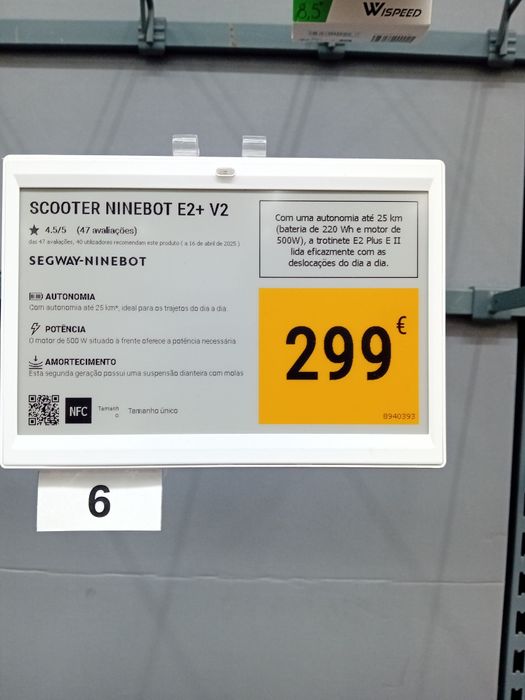 8,5"
WISPEED
SCOOTER NINEBOT E2+ V2
★ 4.5/5 (47 avaliações)
das 47 avaliações, 40 utilizadores recomendam este produto ( a 16 de abril de 2025 )
SEGWAY-NINEBOT
Com uma autonomia até 25 km
(bateria de 220 Wh e motor de
500W), a trotinete E2 Plus E II
lida eficazmente com as
deslocações do dia a dia.
AUTONOMIA
Com autonomia até 25 km*, ideal para os trajetos do dia a dia.
POTÊNCIA
O motor de 500 W situado à frente oferece a potência necessária
AMORTECIMENTO
Esta segunda geração possui uma suspensão dianteira com molas
299€
NFC
Tamanh
o
Tamanho único
8940393
6